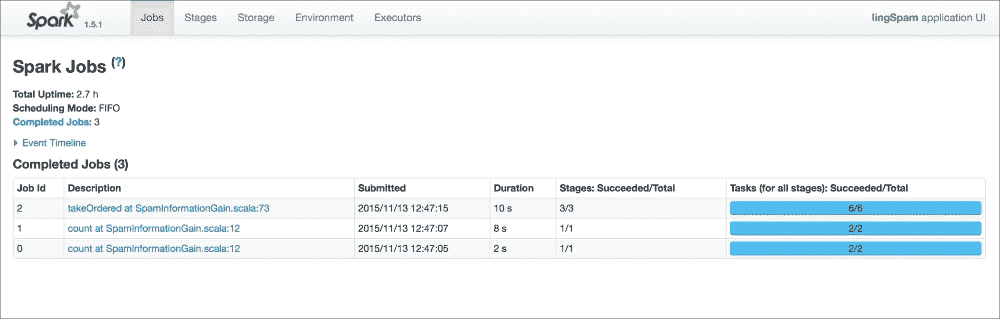 Spark 1.5.1 Jobs Stages Storage Environment Executors lingSpam application UI
Spark Jobs (?)
Total Uptime: 2.7 h
Scheduling Mode: FIFO
Completed Jobs: 3
Event Timeline
Completed Jobs (3)
Job Id Description Submitted Duration Stages: Succeeded/Total Tasks (for all stages): Succeeded/Total
2 takeOrdered at SpamInformationGain.scala:73 2015/11/13 12:47:15 10 s 3/3 6/6
1 count at SpamInformationGain.scala:12 2015/11/13 12:47:07 8 s 1/1 2/2
0 count at SpamInformationGain.scala:12 2015/11/13 12:47:05 2 s 1/1 2/2